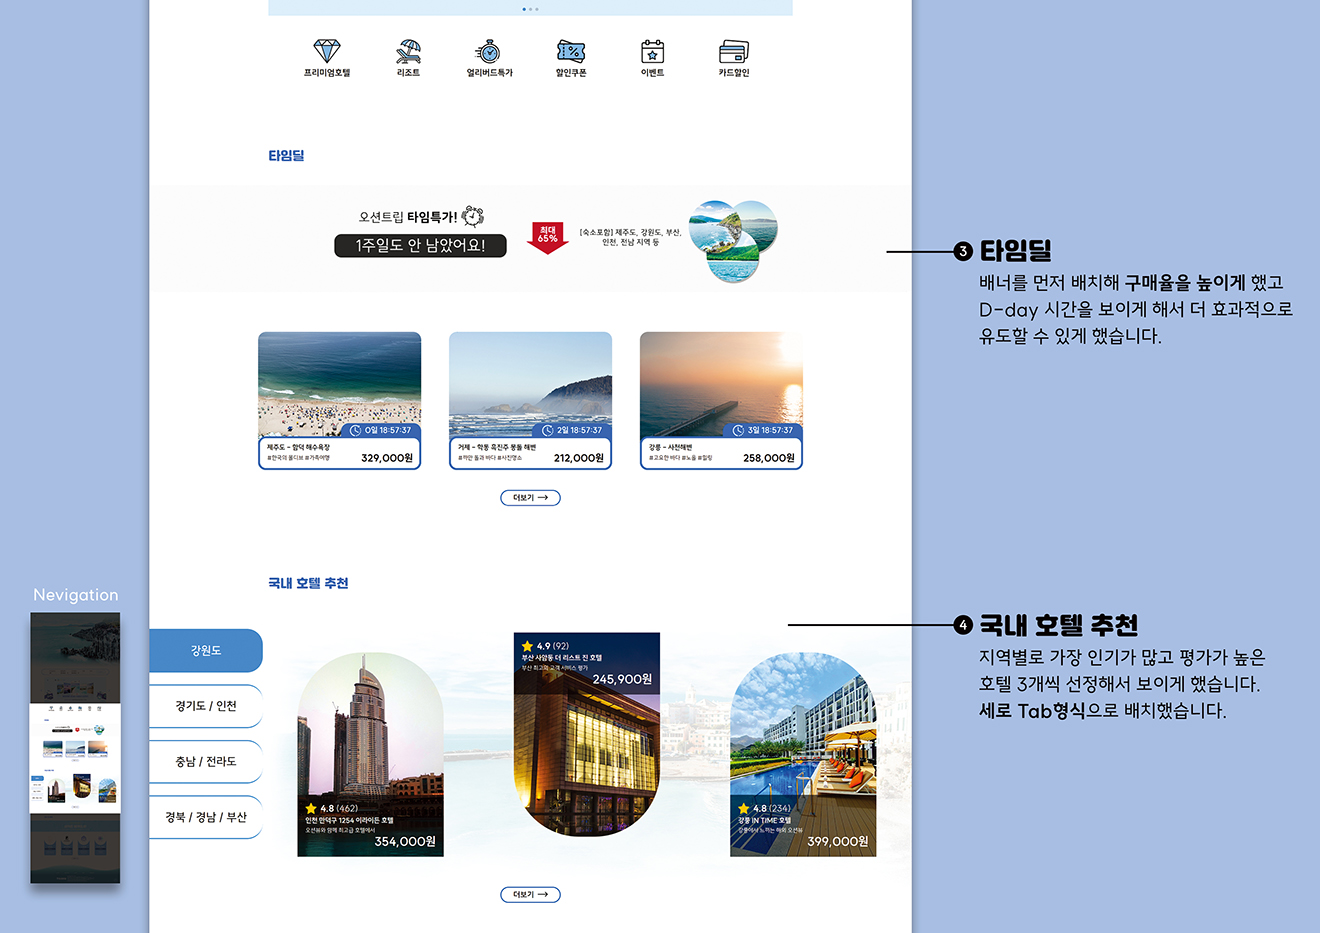 프리미엄호텔
리조트
얼리버드특가
할인쿠폰
이벤트
카드할인
타임딜
오션트립 타임특가!
1주일도 안 남았어요!
최대
65%
[숙소포함] 제주도, 강원도, 부산,
인천, 전남 지역 등
3 타임딜
배너를 먼저 배치해 구매율을 높이게 했고
D-day 시간을 보이게 해서 더 효과적으로
유도할 수 있게 했습니다.
0일 18:57:37
제주도 - 함덕 해수욕장
#한국의 몰디브 #가족여행
329,000원
2일 18:57:37
거제 - 학동 흑진주 몽돌 해변
#까만 돌과 바다 #사진명소
212,000원
3일 18:57:37
강릉 - 사천해변
#고요한 바다 #노을 #힐링
258,000원
더보기
국내 호텔 추천
Nevigation
강원도
경기도 / 인천
충남 / 전라도
경북 / 경남 / 부산
4.8 (462)
인천 만덕구 1254 이라이든 호텔
오션뷰와 함께 최고급 호텔에서
354,000원
4.9 (92)
부산 사암동 더 리스트 진 호텔
부산 최고의 고객 서비스 평가
245,900원
4.8 (234)
강릉 IN TIME 호텔
강릉에서 느끼는 해외 오션뷰
399,000원
4 국내 호텔 추천
지역별로 가장 인기가 많고 평가가 높은
호텔 3개씩 선정해서 보이게 했습니다.
세로 Tab형식으로 배치했습니다.
더보기